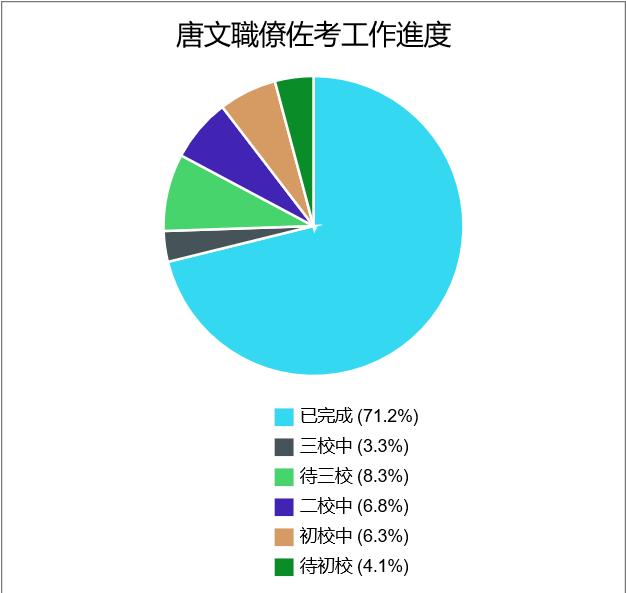 唐文職僚佐考工作進度
已完成 (71.2%)
三校中 (3.3%)
待三校 (8.3%)
二校中 (6.8%)
初校中 (6.3%)
待初校 (4.1%)